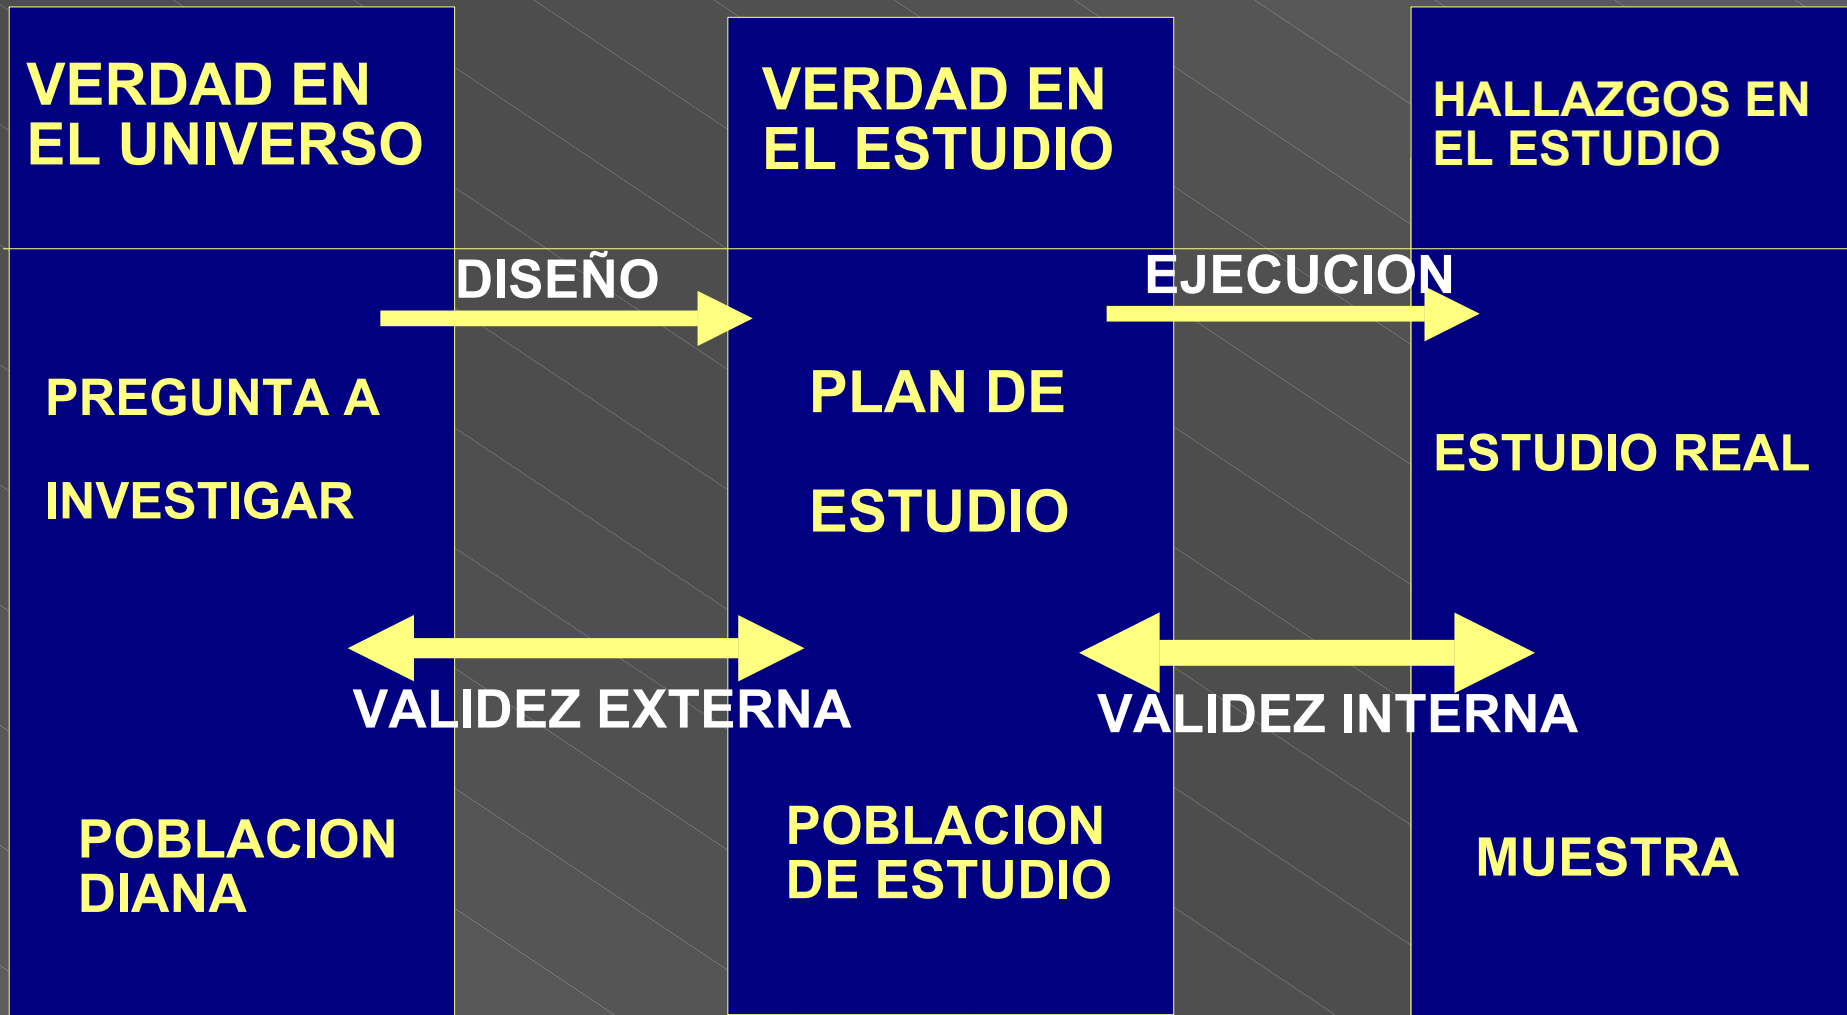 VERDAD EN
EL UNIVERSO
VERDAD EN
EL ESTUDIO
HALLAZGOS EN
EL ESTUDIO
DISEÑO
EJECUCION
PREGUNTA A
INVESTIGAR
PLAN DE
ESTUDIO
ESTUDIO REAL
VALIDEZ EXTERNA
VALIDEZ INTERNA
POBLACION
DIANA
POBLACION
DE ESTUDIO
MUESTRA